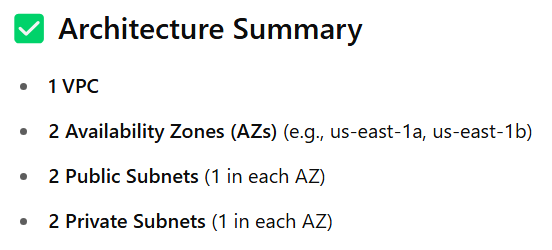 ✅ Architecture Summary
• 1 VPC
• 2 Availability Zones (AZs) (e.g., us-east-1a, us-east-1b)
• 2 Public Subnets (1 in each AZ)
• 2 Private Subnets (1 in each AZ)